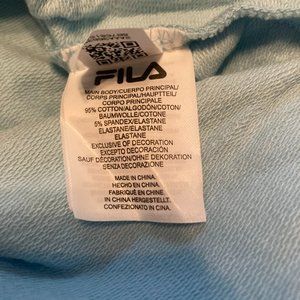 FILA
MAIN BODY/CUERPO PRINCIPAL/
CORPS PRINCIPAL/HAUPTTEIL/
CORPO PRINCIPALE
95% COTTON/ALGODÓN/COTON/
BAUMWOLLE/COTONE
5% SPANDEX/ELASTANE
ELASTANE/ELASTAN
ELASTANE
EXCLUSIVE OF DECORATION
EXCEPTO DECORACIÓN
SAUF DÉCORATION/OHNE DEKORATION
SENZA DECORAZIONE
MADE IN CHINA.
HECHO EN CHINA.
FABRIQUÉ EN CHINE.
IN CHINA HERGESTELLT.
CONFEZIONATO IN CINA.